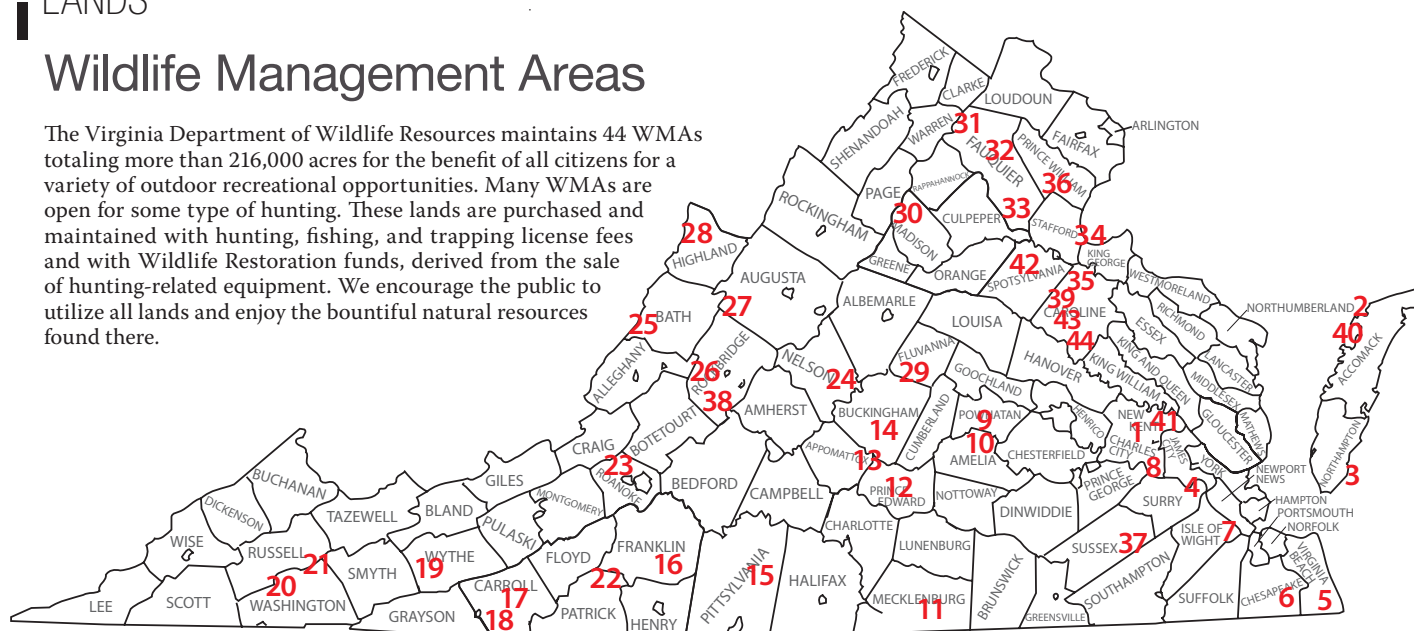 LANDS
Wildlife Management Areas
The Virginia Department of Wildlife Resources maintains 44 WMAs
totaling more than 216,000 acres for the benefit of all citizens for a
variety of outdoor recreational opportunities. Many WMAs are
open for some type of hunting. These lands are purchased and
maintained with hunting, fishing, and trapping license fees
and with Wildlife Restoration funds, derived from the sale
of hunting-related equipment. We encourage the public to
utilize all lands and enjoy the bountiful natural resources
found there.
FREDERICK
CLARKE
LOUDOUN
SHENANDOAH
WARREN
31
FAUQUIER
32
PRINCE WILLIAM
36
FAIRFAX
ARLINGTON
ROCKINGHAM
PAGE
30
RAPPAHANNOCK
MADISON
CULPEPER
33
STAFFORD
34
KING
GEORGE
28
HIGHLAND
AUGUSTA
GREENE
ORANGE
42
SPOTSYLVANIA
35
WESTMORELAND
NORTHUMBERLAND
2
40
ACCOMACK
25
BATH
27
ALBEMARLE
LOUISA
39
CAROLINE
43
44
ESSEX
RICHMOND
LANCASTER
ALLEGHANY
26
ROCKBRIDGE
38
NELSON
24
FLUVANNA
29
GOOCHLAND
HANOVER
KING WILLIAM
KING AND QUEEN
MIDDLESEX
MATHEWS
GLOUCESTER
CRAIG
BOTETOURT
AMHERST
BUCKINGHAM
14
CUMBERLAND
POWHATAN
9
10
AMELIA
HENRICO
CHESTERFIELD
NEW
KENT
1
41
CHARLES
CITY
JAMES
CITY
YORK
8
4
NORTHAMPTON
3
APPOMATTOX
13
23
ROANOKE
BEDFORD
CAMPBELL
12
PRINCE
EDWARD
NOTTOWAY
DINWIDDIE
PRINCE
GEORGE
SURRY
NEWPORT
NEWS
HAMPTON
PORTSMOUTH
NORFOLK
BUCHANAN
DICKENSON
WISE
TAZEWELL
BLAND
GILES
MONTGOMERY
PULASKI
FLOYD
FRANKLIN
16
22
CHARLOTTE
LUNENBURG
SUSSEX
37
ISLE OF
WIGHT
7
VIRGINIA
BEACH
RUSSELL
21
20
WASHINGTON
SMYTH
WYTHE
19
CARROLL
17
18
PATRICK
HENRY
PITTSYLVANIA
15
HALIFAX
MECKLENBURG
11
BRUNSWICK
GREENSVILLE
SOUTHAMPTON
SUFFOLK
CHESAPEAKE
6
5
LEE
SCOTT
GRAYSON